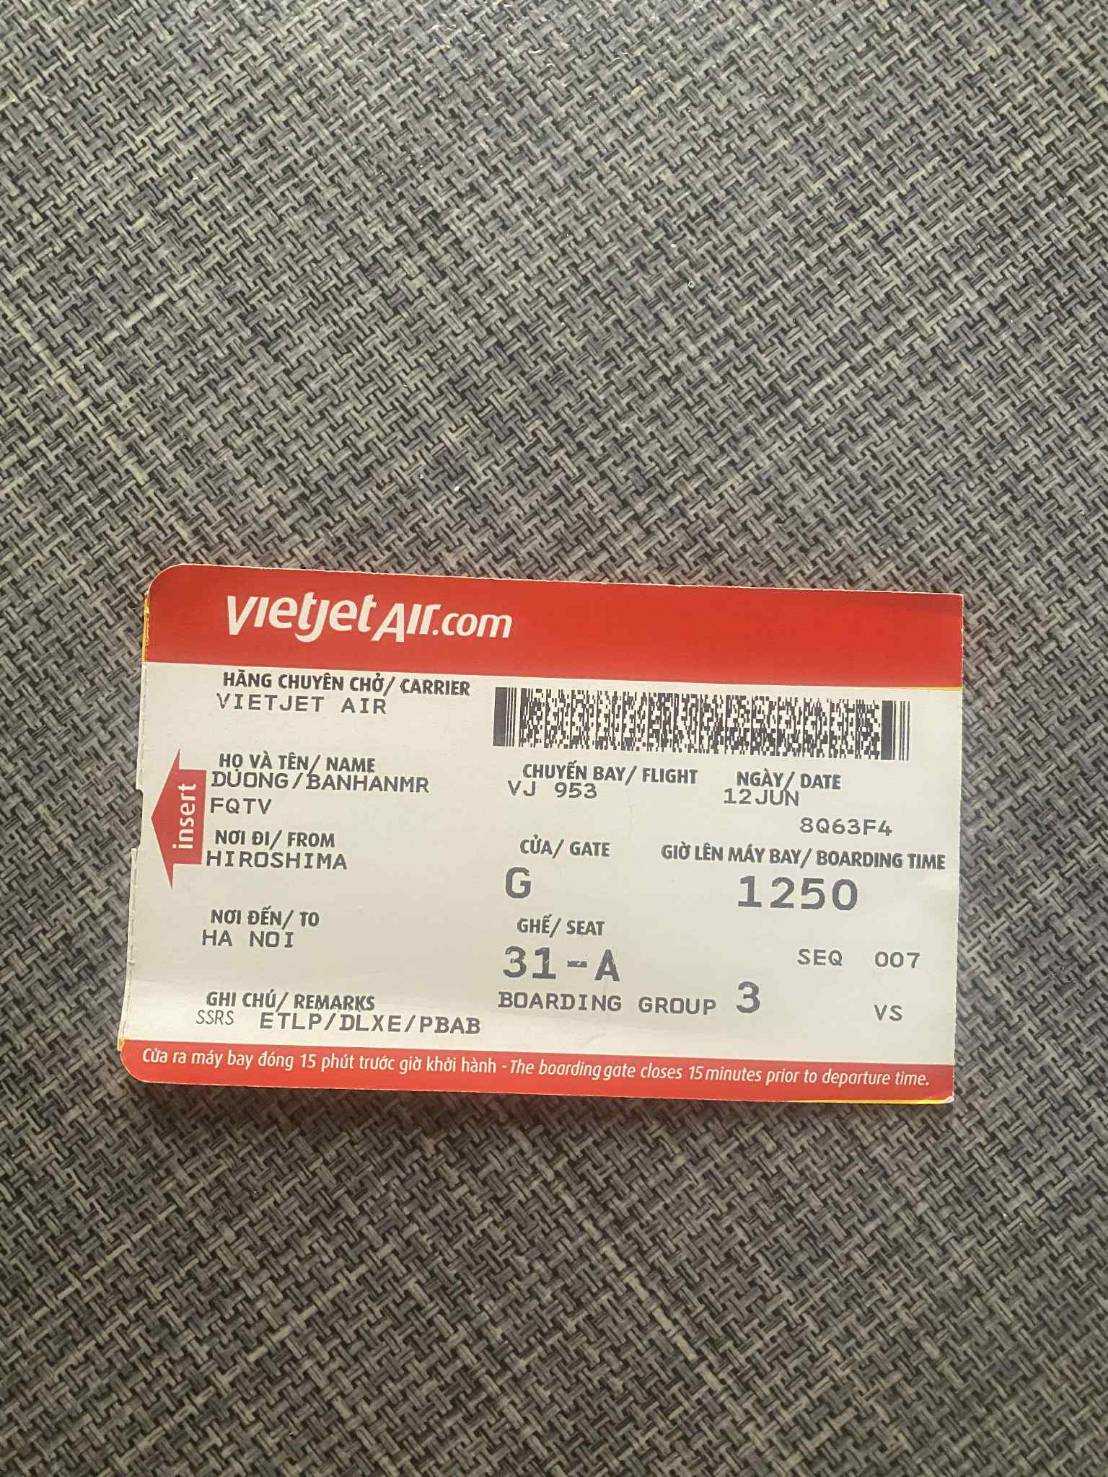 vietjetAir.com
HÃNG CHUYÊN CHỞ/ CARRIER
VIETJET AIR
HỌ VÀ TÊN/ NAME
DUONG/BANHANMR
FQTV
CHUYẾN BAY/ FLIGHT
VJ 953
NGÀY/ DATE
12JUN
8Q63F4
insert
NƠI ĐI/ FROM
HIROSHIMA
CỬA/ GATE
G
GIỜ LÊN MÁY BAY/ BOARDING TIME
1250
NƠI ĐẾN/ TO
HA NOI
GHẾ/ SEAT
31-A
SEQ 007
GHI CHÚ/ REMARKS
SSRS ETLP/DLXE/PBAB
BOARDING GROUP 3
VS
Cửa ra máy bay đóng 15 phút trước giờ khởi hành - The boarding gate closes 15 minutes prior to departure time.